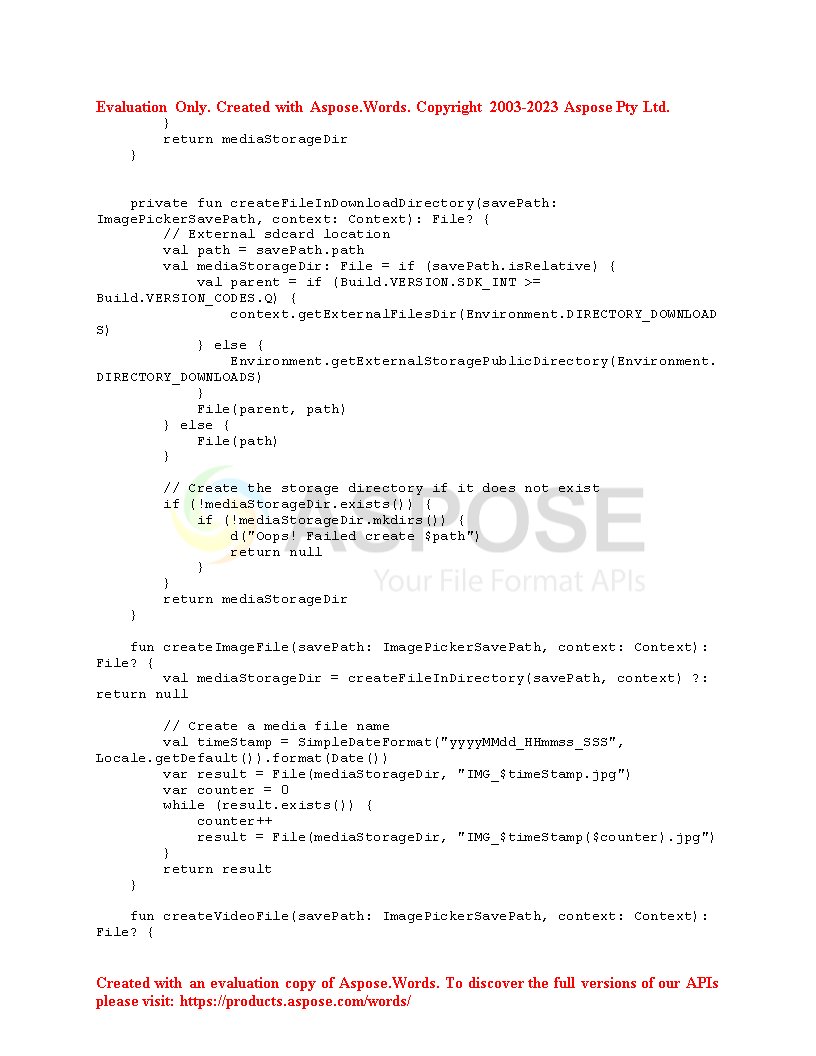 Evaluation Only. Created with Aspose.Words. Copyright 2003-2023 Aspose Pty Ltd.
        }
        return mediaStorageDir
    }
    private fun createFileInDownloadDirectory(savePath:
ImagePickerSavePath, context: Context): File? {
        // External sdcard location
        val path = savePath.path
        val mediaStorageDir: File = if (savePath.isRelative) {
            val parent = if (Build.VERSION.SDK_INT >=
Build.VERSION_CODES.Q) {
                context.getExternalFilesDir(Environment.DIRECTORY_DOWNLOAD
S)
            } else {
                Environment.getExternalStoragePublicDirectory(Environment.
DIRECTORY_DOWNLOADS)
            }
            File(parent, path)
        } else {
            File(path)
        }
        // Create the storage directory if it does not exist
        if (!mediaStorageDir.exists()) {
            if (!mediaStorageDir.mkdirs()) {
                d("Oops! Failed create $path")
                return null
            }
        }
        return mediaStorageDir
    }
    fun createImageFile(savePath: ImagePickerSavePath, context: Context):
File? {
        val mediaStorageDir = createFileInDirectory(savePath, context) ?:
return null
        // Create a media file name
        val timeStamp = SimpleDateFormat("yyyyMMdd_HHmmss_SSS",
Locale.getDefault()).format(Date())
        var result = File(mediaStorageDir, "IMG_$timeStamp.jpg")
        var counter = 0
        while (result.exists()) {
            counter++
            result = File(mediaStorageDir, "IMG_$timeStamp($counter).jpg")
        }
        return result
    }
    fun createVideoFile(savePath: ImagePickerSavePath, context: Context):
File? {
ASPOSE
Your File Format APIs
Created with an evaluation copy of Aspose.Words. To discover the full versions of our APIs
please visit: https://products.aspose.com/words/